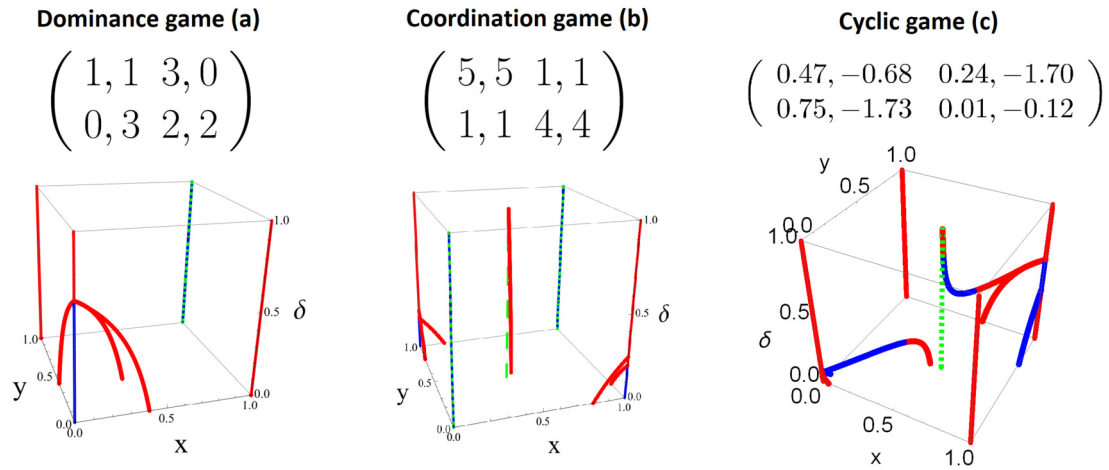 Dominance game (a)
Coordination game (b)
Cyclic game (c)
1, 1 3, 0
0, 3 2, 2
5, 5 1, 1
1, 1 4, 4
0.47, −0.68 0.24, −1.70
0.75, −1.73 0.01, −0.12
1.0
0.5
δ
1.0
0.5
y
0.0
0.0
0.5
x
1.0
0.0
1.0
0.5
δ
1.0
0.5
y
0.0
0.0
0.5
x
1.0
0.0
y
1.0
0.5
0.0
1.0
0.5
δ
0.0
0.0
0.5
x
1.0